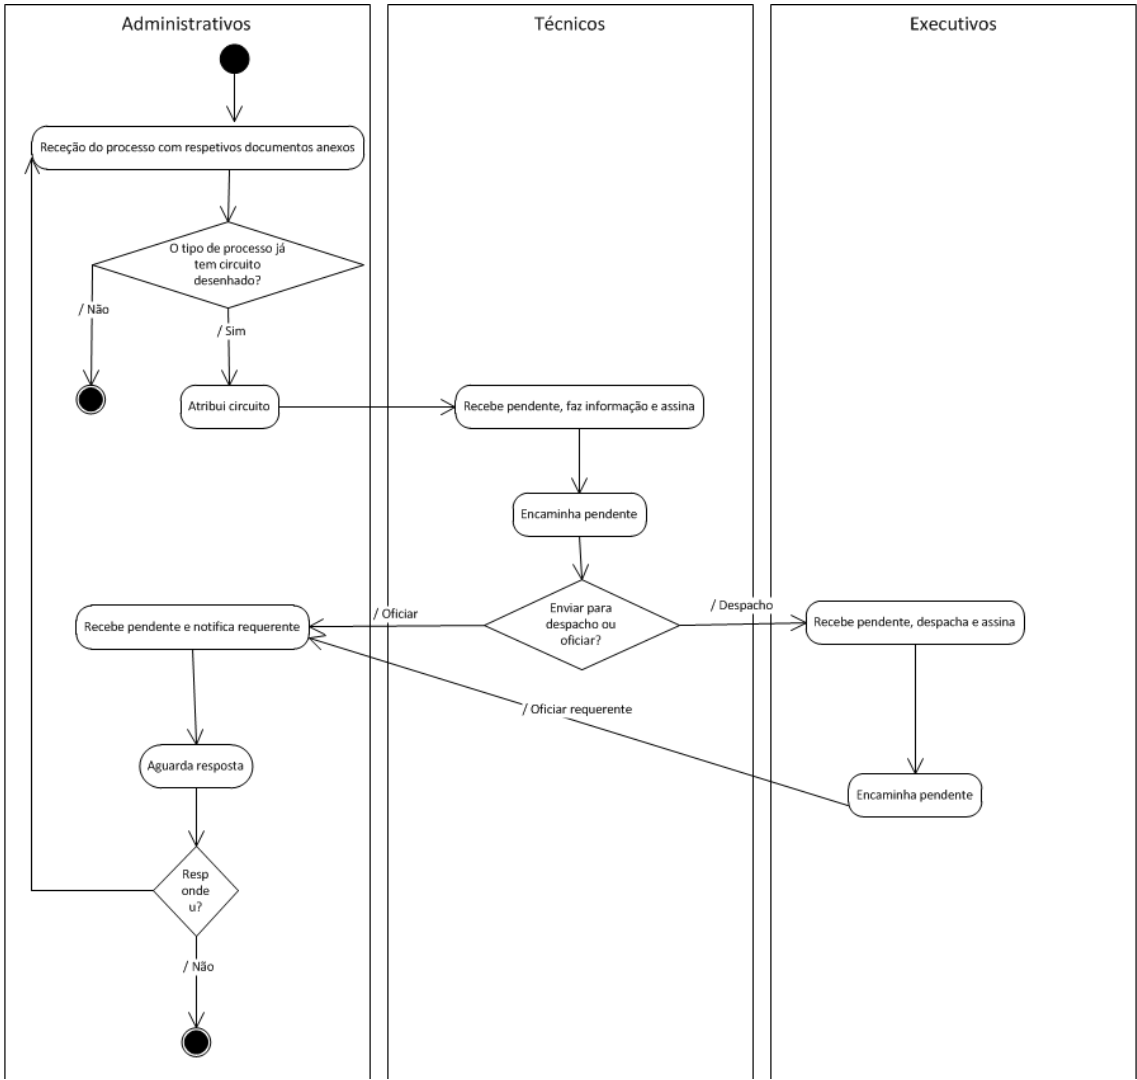 Administrativos
Técnicos
Executivos
Receção do processo com respetivos documentos anexos
O tipo de processo já
tem circuito
desenhado?
/ Não
/ Sim
Atribui circuito
Recebe pendente, faz informação e assina
Encaminha pendente
Enviar para
despacho ou
oficiar?
/ Oficiar
/ Despacho
Recebe pendente e notifica requerente
Recebe pendente, despacha e assina
/ Oficiar requerente
Aguarda resposta
Encaminha pendente
Resp
onde
u?
/ Não